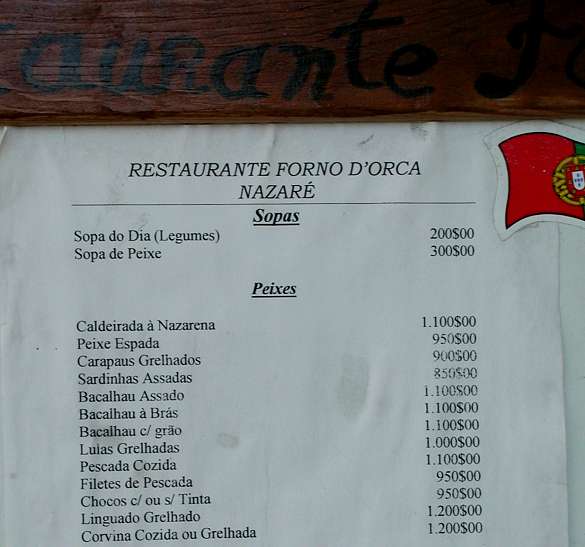 taurante Fo
RESTAURANTE FORNO D'ORCA
NAZARÉ
Sopas
Sopa do Dia (Legumes) 200$00
Sopa de Peixe 300$00
Peixes
Caldeirada à Nazarena 1.100$00
Peixe Espada 950$00
Carapaus Grelhados 900$00
Sardinhas Assadas 850$00
Bacalhau Assado 1.100$00
Bacalhau à Brás 1.100$00
Bacalhau c/ grão 1.100$00
Lulas Grelhadas 1.000$00
Pescada Cozida 1.100$00
Filetes de Pescada 950$00
Chocos c/ ou s/ Tinta 950$00
Linguado Grelhado 1.200$00
Corvina Cozida ou Grelhada 1.200$00